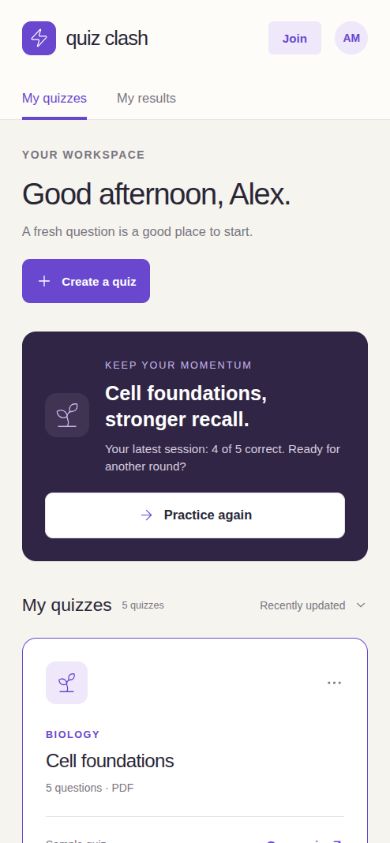 quiz clash
Join
AM
My quizzes
My results
YOUR WORKSPACE
Good afternoon, Alex.
A fresh question is a good place to start.
Create a quiz
KEEP YOUR MOMENTUM
Cell foundations,
stronger recall.
Your latest session: 4 of 5 correct. Ready for
another round?
Practice again
My quizzes 5 quizzes
Recently updated
BIOLOGY
Cell foundations
5 questions · PDF